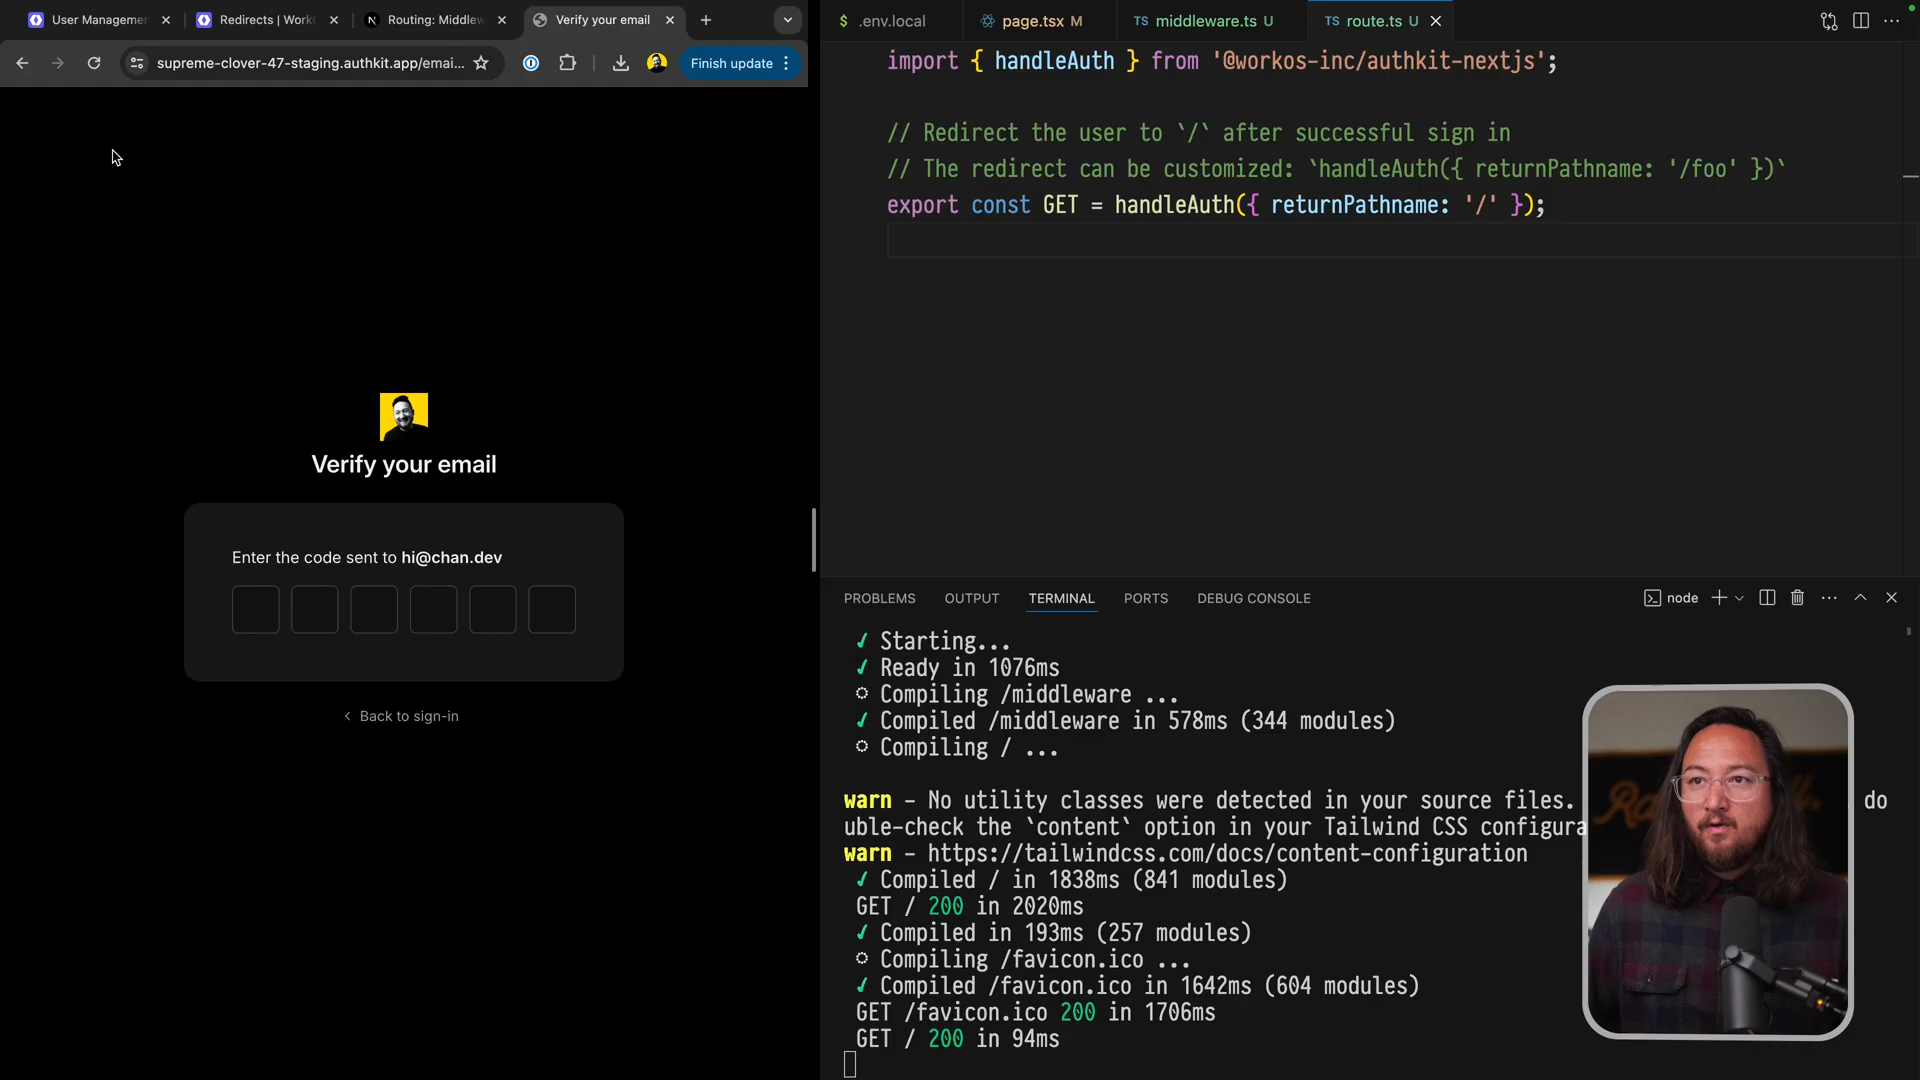 User Managemen
Redirects | Work
Routing: Middlew
Verify your email
supreme-clover-47-staging.authkit.app/emai...
Finish update
Verify your email
Enter the code sent to hi@chan.dev
Back to sign-in
$ .env.local
page.tsx M
TS middleware.ts U
TS route.ts U
import { handleAuth } from '@workos-inc/authkit-nextjs';
// Redirect the user to `/` after successful sign in
// The redirect can be customized: `handleAuth({ returnPathname: '/foo' })`
export const GET = handleAuth({ returnPathname: '/' });
PROBLEMS
OUTPUT
TERMINAL
PORTS
DEBUG CONSOLE
node
✓ Starting...
✓ Ready in 1076ms
○ Compiling /middleware ...
✓ Compiled /middleware in 578ms (344 modules)
○ Compiling / ...
warn - No utility classes were detected in your source files. do
uble-check the `content` option in your Tailwind CSS configura
warn - https://tailwindcss.com/docs/content-configuration
✓ Compiled / in 1838ms (841 modules)
GET / 200 in 2020ms
✓ Compiled in 193ms (257 modules)
○ Compiling /favicon.ico ...
✓ Compiled /favicon.ico in 1642ms (604 modules)
GET /favicon.ico 200 in 1706ms
GET / 200 in 94ms